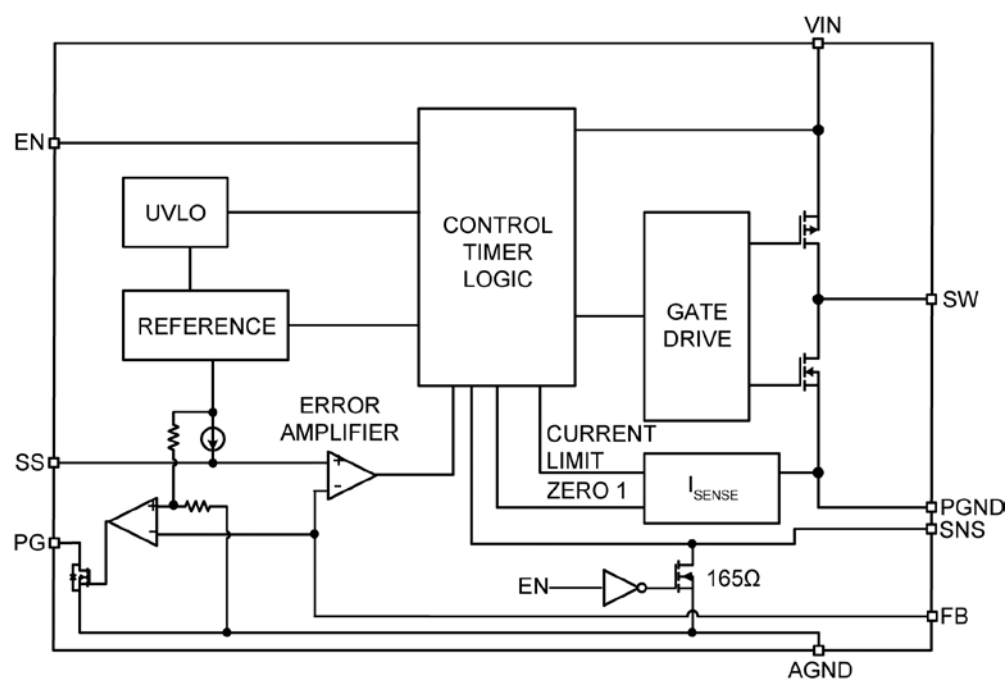 VIN
EN
UVLO
CONTROL
TIMER
LOGIC
REFERENCE
GATE
DRIVE
SW
ERROR
AMPLIFIER
+
-
SS
CURRENT
LIMIT
ZERO 1
ISENSE
PGND
SNS
+
-
PG
EN
165Ω
FB
AGND